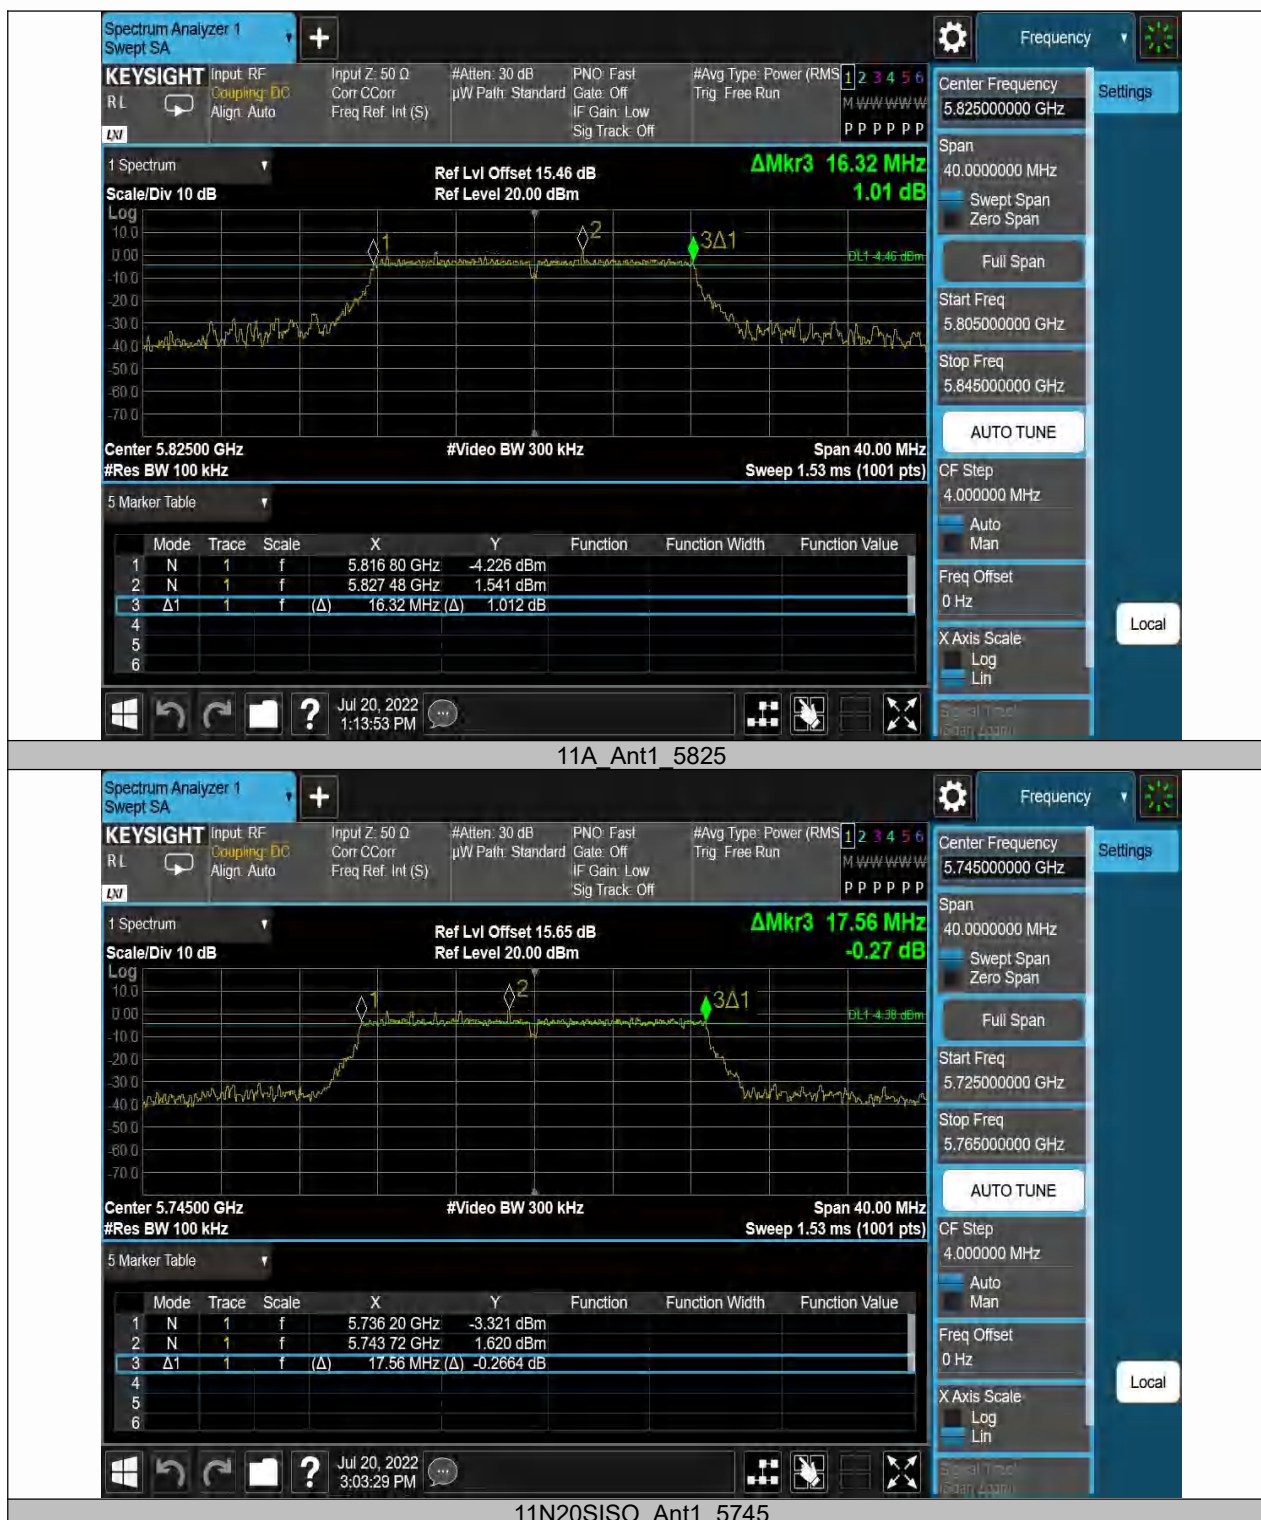 Spectrum Analyzer 1
Swept SA
Frequency
KEYSIGHT
R L
LXI
Input: RF
Coupling: DC
Align: Auto
Input Z: 50 Ω
Corr CCorr
Freq Ref: Int (S)
#Atten: 30 dB
µW Path: Standard
PNO: Fast
Gate: Off
IF Gain: Low
Sig Track: Off
#Avg Type: Power (RMS
Trig: Free Run
1 2 3 4 5 6
M W W W W W
P P P P P P
Center Frequency
5.825000000 GHz
Settings
Span
40.0000000 MHz
Swept Span
Zero Span
Full Span
Start Freq
5.805000000 GHz
Stop Freq
5.845000000 GHz
AUTO TUNE
CF Step
4.000000 MHz
Auto
Man
Freq Offset
0 Hz
X Axis Scale
Log
Lin
Local
1 Spectrum
Scale/Div 10 dB
Ref Lvl Offset 15.46 dB
Ref Level 20.00 dBm
ΔMkr3 16.32 MHz
1.01 dB
Log
10.0
0.00
-10.0
-20.0
-30.0
-40.0
-50.0
-60.0
-70.0
1
2
3Δ1
DL1 -4.46 dBm
Center 5.82500 GHz
#Video BW 300 kHz
Span 40.00 MHz
#Res BW 100 kHz
Sweep 1.53 ms (1001 pts)
5 Marker Table
Mode Trace Scale X Y Function Function Width Function Value
1 N 1 f 5.816 80 GHz -4.226 dBm
2 N 1 f 5.827 48 GHz 1.541 dBm
3 Δ1 1 f (Δ) 16.32 MHz (Δ) 1.012 dB
4
5
6
?
Jul 20, 2022
1:13:53 PM
11A_Ant1_5825
Spectrum Analyzer 1
Swept SA
Frequency
KEYSIGHT
R L
LXI
Input: RF
Coupling: DC
Align: Auto
Input Z: 50 Ω
Corr CCorr
Freq Ref: Int (S)
#Atten: 30 dB
µW Path: Standard
PNO: Fast
Gate: Off
IF Gain: Low
Sig Track: Off
#Avg Type: Power (RMS
Trig: Free Run
1 2 3 4 5 6
M W W W W W
P P P P P P
Center Frequency
5.745000000 GHz
Settings
Span
40.0000000 MHz
Swept Span
Zero Span
Full Span
Start Freq
5.725000000 GHz
Stop Freq
5.765000000 GHz
AUTO TUNE
CF Step
4.000000 MHz
Auto
Man
Freq Offset
0 Hz
X Axis Scale
Log
Lin
Local
1 Spectrum
Scale/Div 10 dB
Ref Lvl Offset 15.65 dB
Ref Level 20.00 dBm
ΔMkr3 17.56 MHz
-0.27 dB
Log
10.0
0.00
-10.0
-20.0
-30.0
-40.0
-50.0
-60.0
-70.0
1
2
3Δ1
DL1 -4.38 dBm
Center 5.74500 GHz
#Video BW 300 kHz
Span 40.00 MHz
#Res BW 100 kHz
Sweep 1.53 ms (1001 pts)
5 Marker Table
Mode Trace Scale X Y Function Function Width Function Value
1 N 1 f 5.736 20 GHz -3.321 dBm
2 N 1 f 5.743 72 GHz 1.620 dBm
3 Δ1 1 f (Δ) 17.56 MHz (Δ) -0.2664 dB
4
5
6
?
Jul 20, 2022
3:03:29 PM
11N20SISO_Ant1_5745